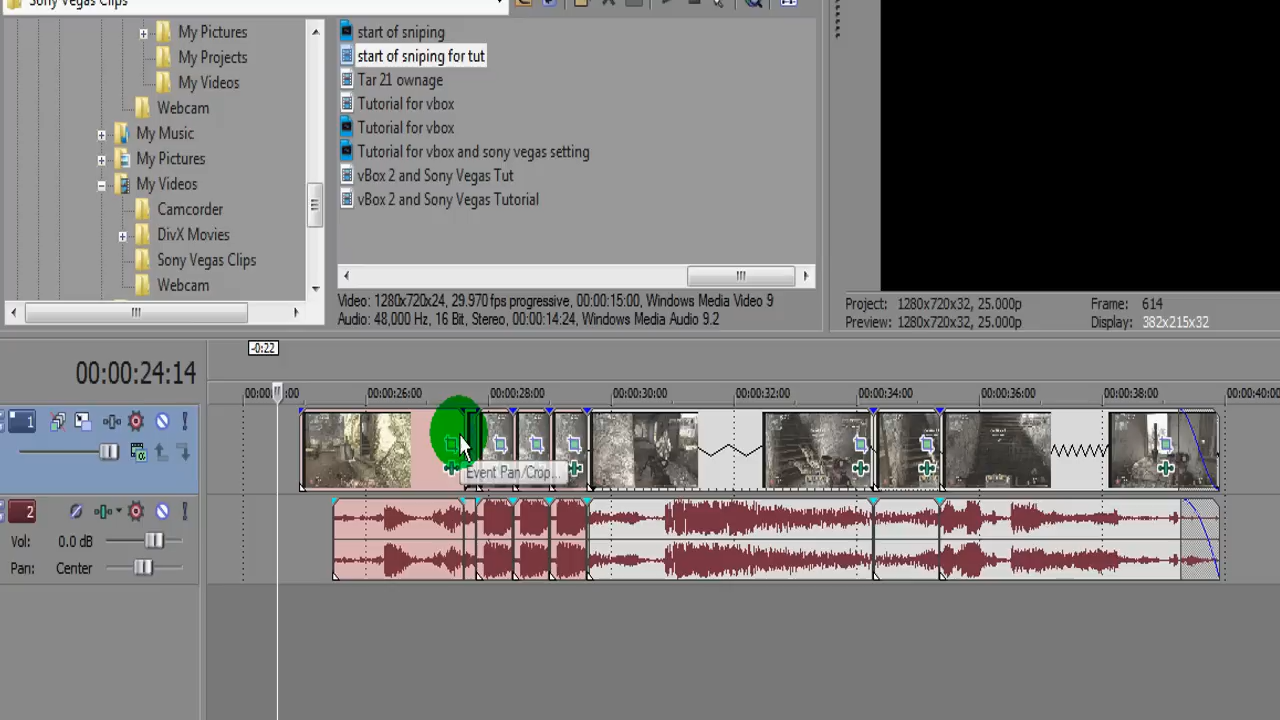 Sony Vegas Clips
My Pictures
My Projects
My Videos
Webcam
My Music
My Pictures
My Videos
Camcorder
DivX Movies
Sony Vegas Clips
Webcam
start of sniping
start of sniping for tut
Tar 21 ownage
Tutorial for vbox
Tutorial for vbox
Tutorial for vbox and sony vegas setting
vBox 2 and Sony Vegas Tut
vBox 2 and Sony Vegas Tutorial
Video: 1280x720x24, 29.970 fps progressive, 00:00:15:00, Windows Media Video 9
Audio: 48,000 Hz, 16 Bit, Stereo, 00:00:14:24, Windows Media Audio 9.2
Project: 1280x720x32, 25.000p Frame: 614
Preview: 1280x720x32, 25.000p Display: 382x215x32
-0:22
00:00:24:14
00:00:26:00 00:00:28:00 00:00:30:00 00:00:32:00 00:00:34:00 00:00:36:00 00:00:38:00 00:00:40:00
1
Event Pan/Crop...
2
Vol: 0.0 dB
Pan: Center